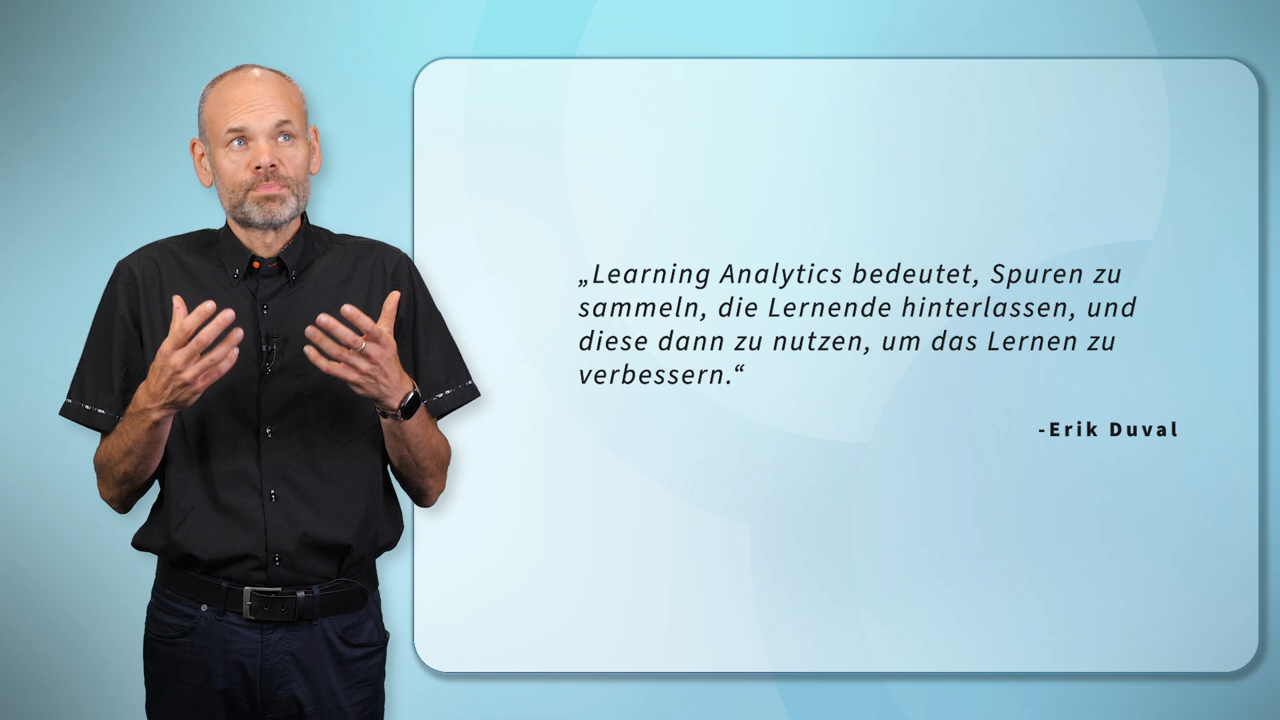 „Learning Analytics bedeutet, Spuren zu
sammeln, die Lernende hinterlassen, und
diese dann zu nutzen, um das Lernen zu
verbessern.“
-Erik Duval